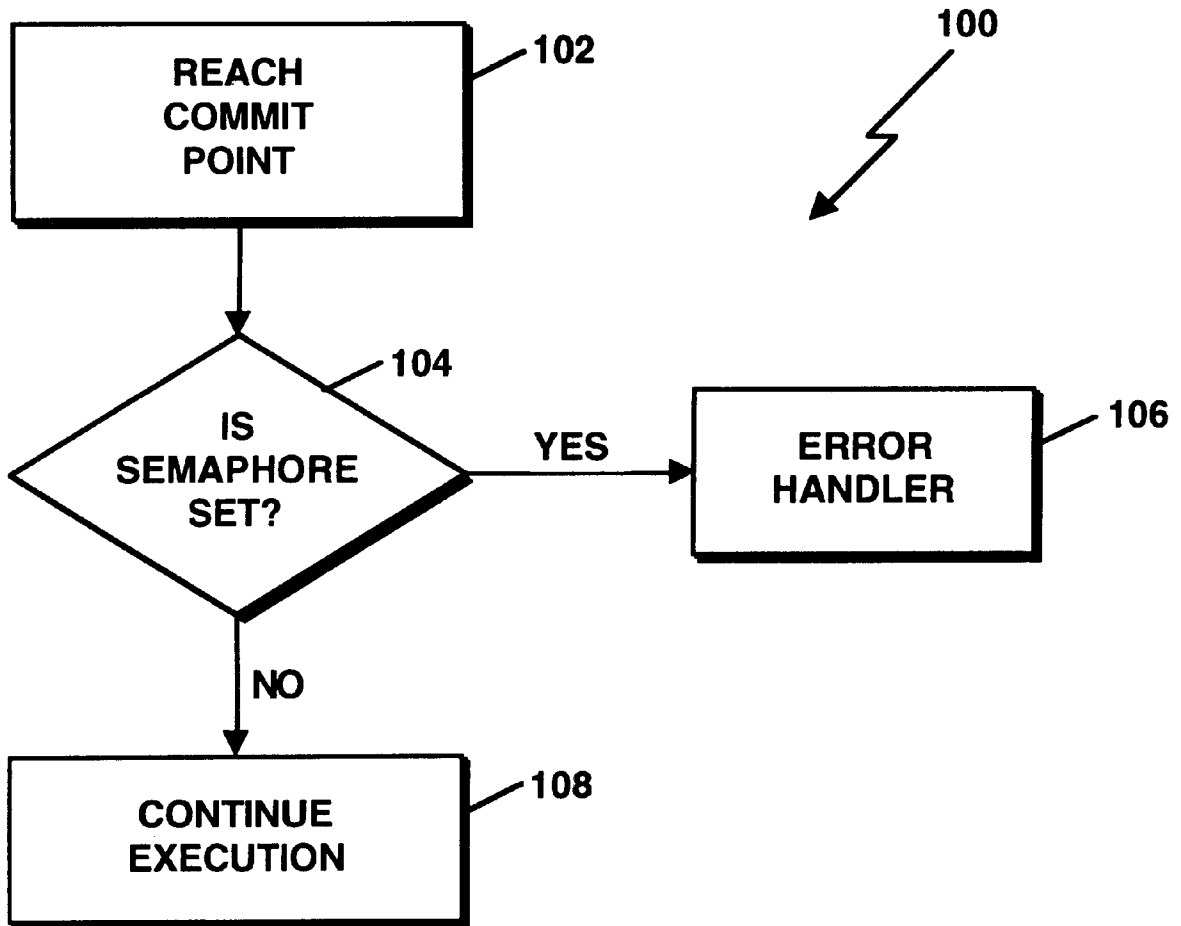 100
REACH
COMMIT
POINT
102
IS
SEMAPHORE
SET?
104
YES
ERROR
HANDLER
106
NO
CONTINUE
EXECUTION
108